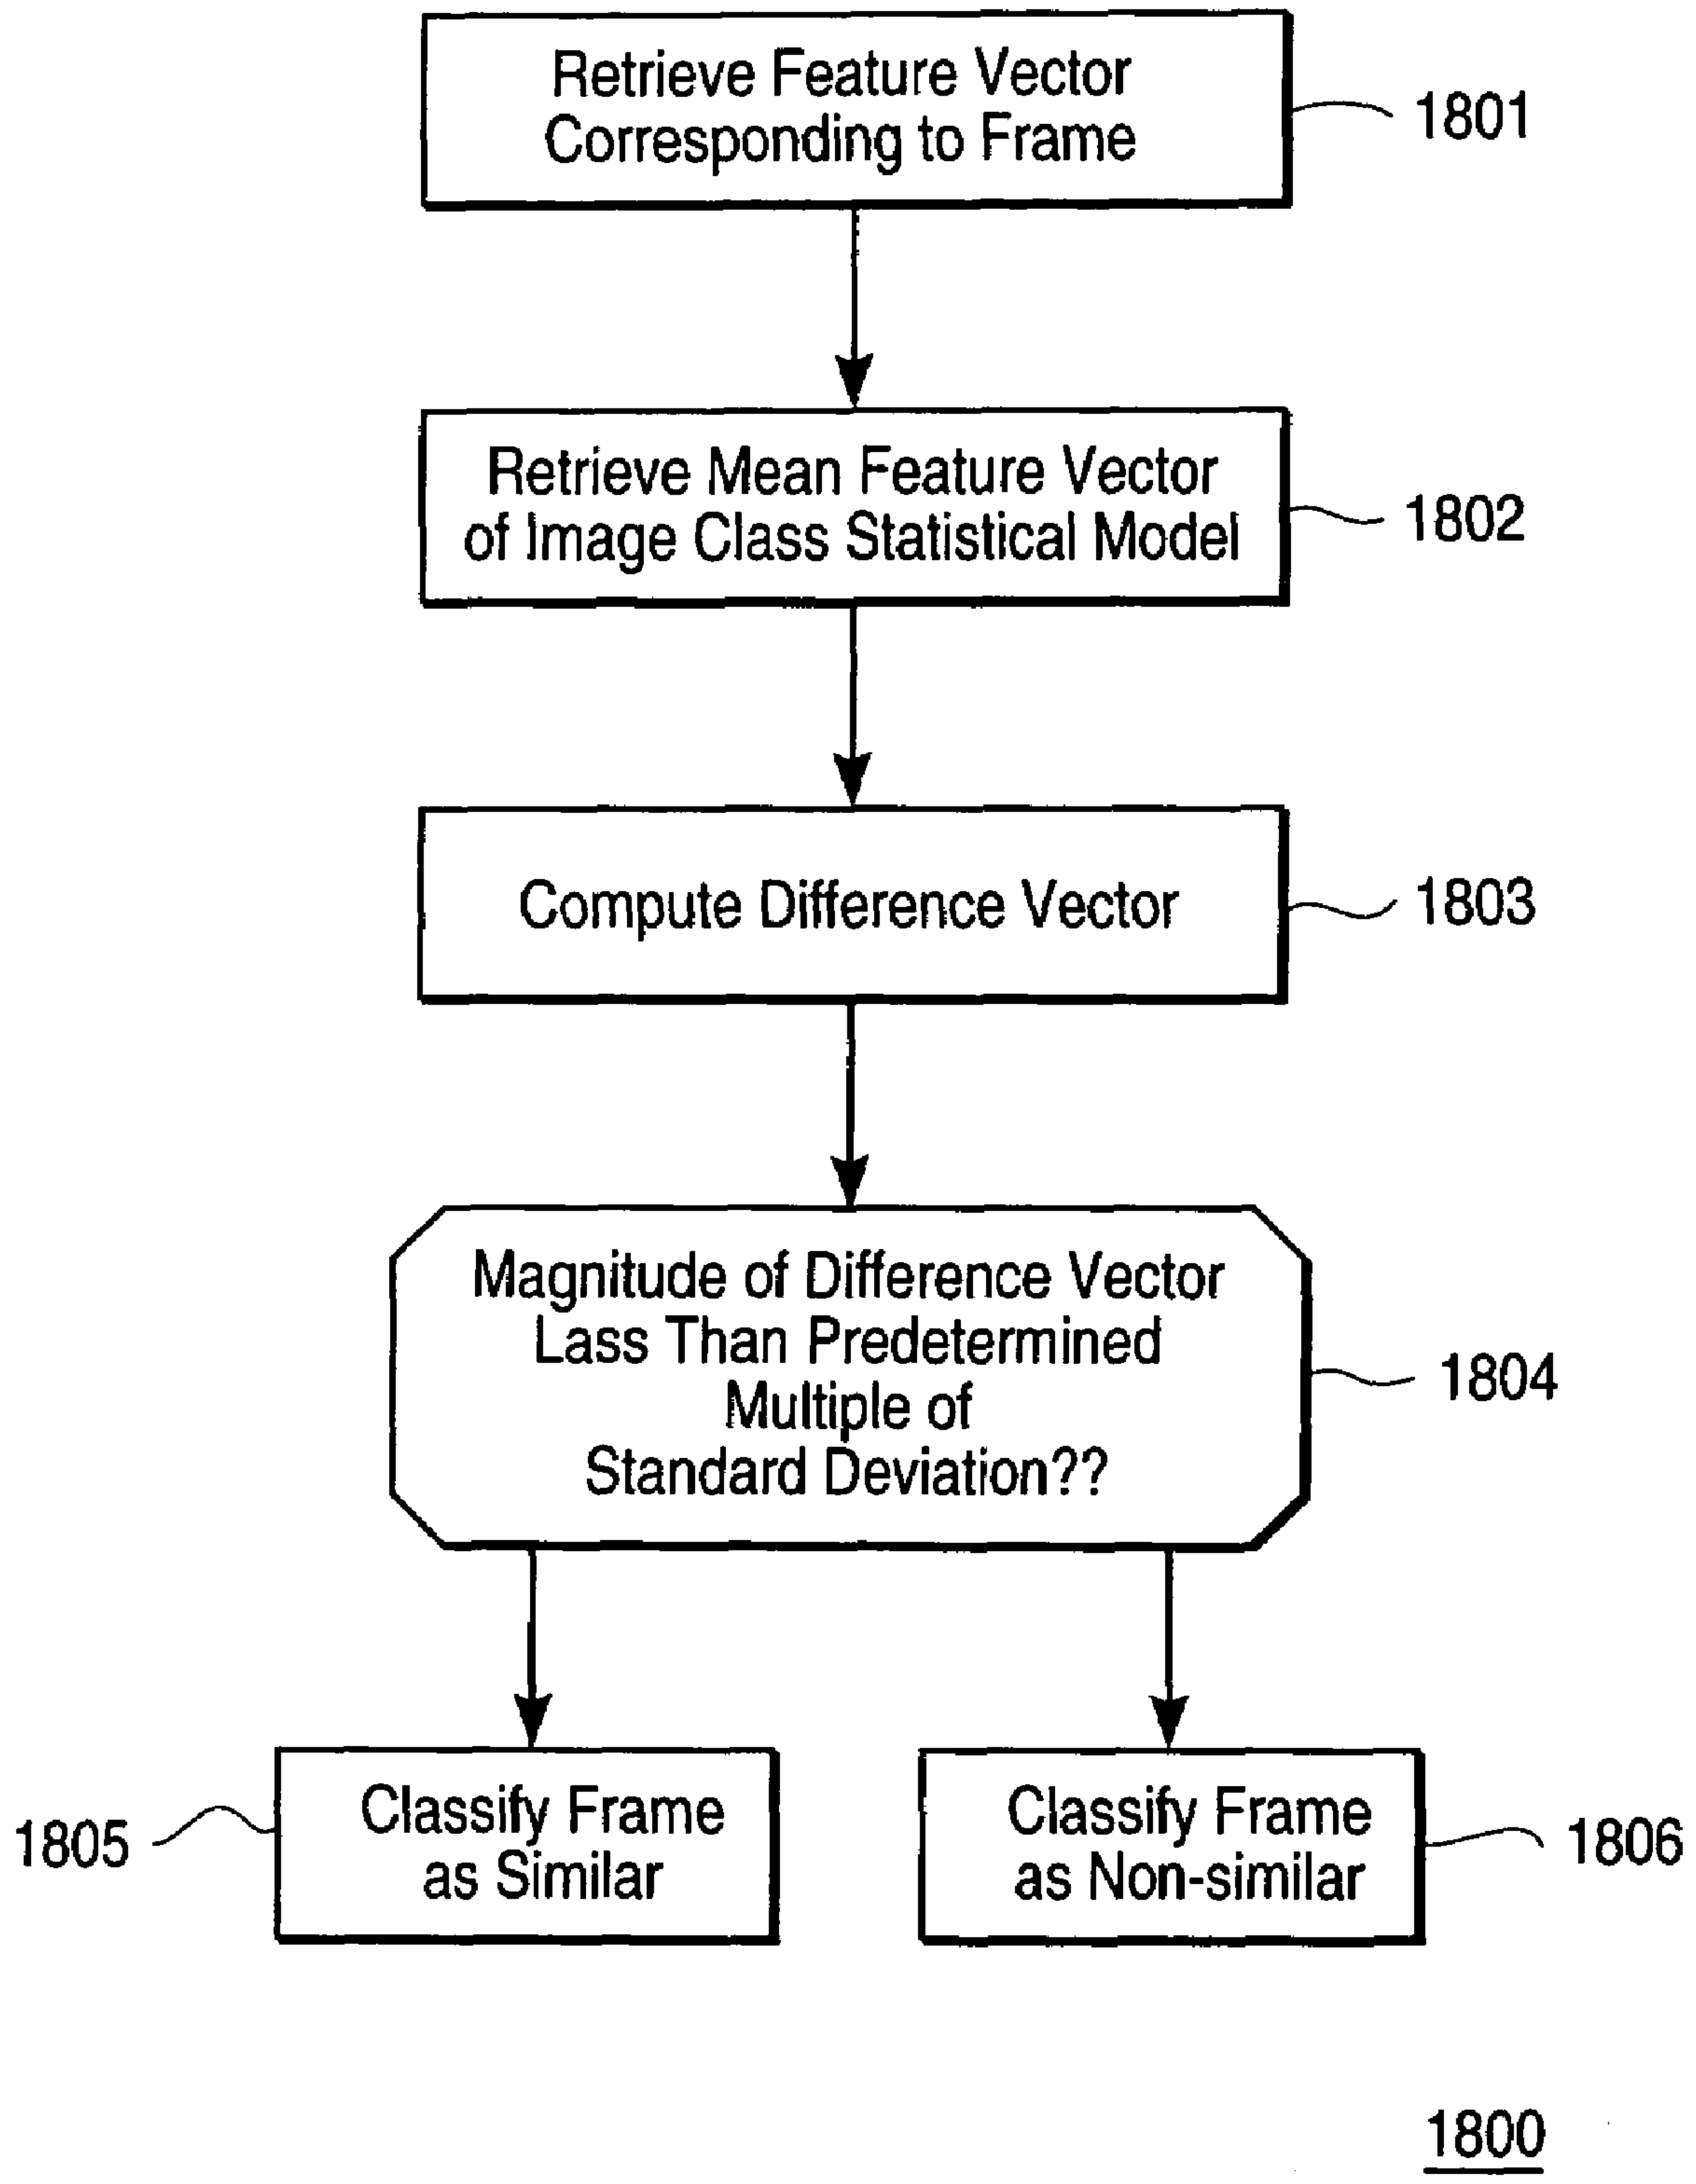 Retrieve Feature Vector
Corresponding to Frame
1801
Retrieve Mean Feature Vector
of Image Class Statistical Model
1802
Compute Difference Vector
1803
Magnitude of Difference Vector
Lass Than Predetermined
Multiple of
Standard Deviation??
1804
1805
Classify Frame
as Similar
Classify Frame
as Non-similar
1806
1800